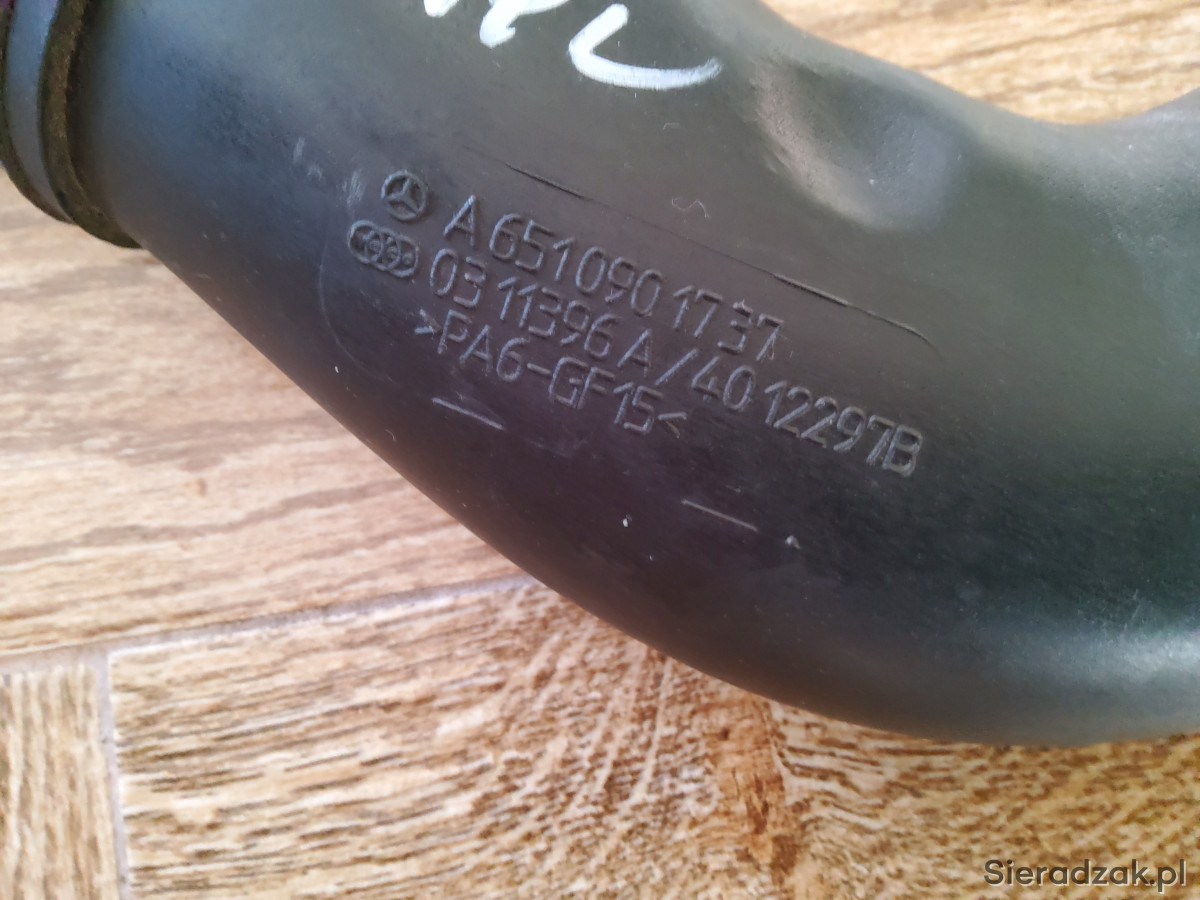 A 651 090 17 37
03 11396 A / 40 12297B
>PA6-GF15<
Sieradzak.pl